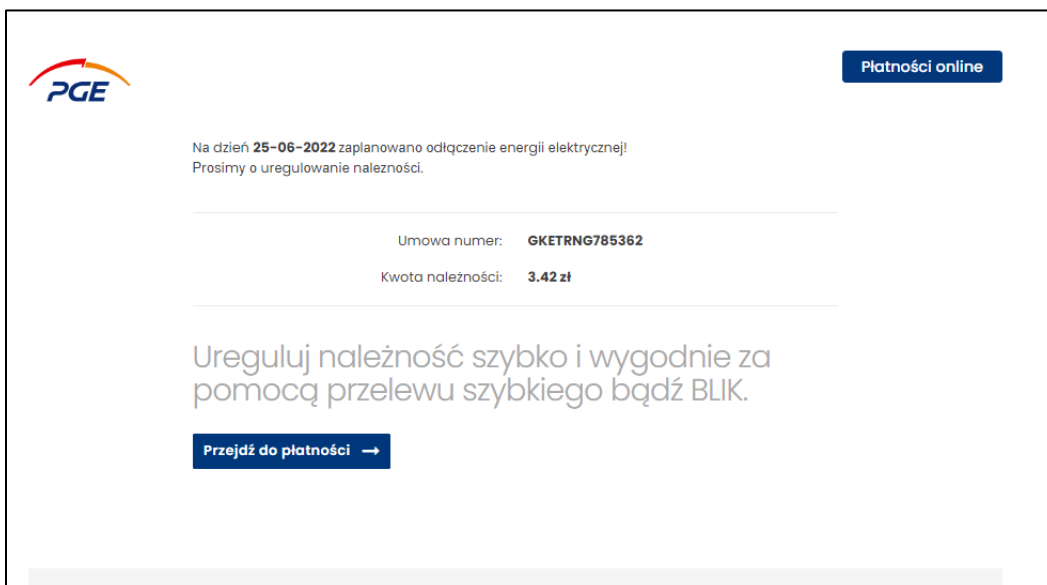 PGE
Płatności online
Na dzień 25-06-2022 zaplanowano odłączenie energii elektrycznej!
Prosimy o uregulowanie nalezności.
Umowa numer: GKETRNG785362
Kwota należności: 3.42 zł
Ureguluj należność szybko i wygodnie za
pomocą przelewu szybkiego bądź BLIK.
Przejdź do płatności →